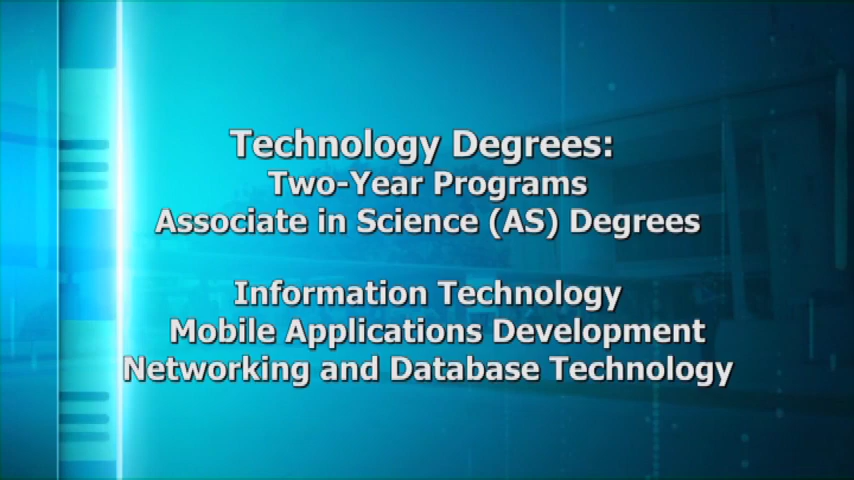 Technology Degrees:
Two-Year Programs
Associate in Science (AS) Degrees
Information Technology
Mobile Applications Development
Networking and Database Technology